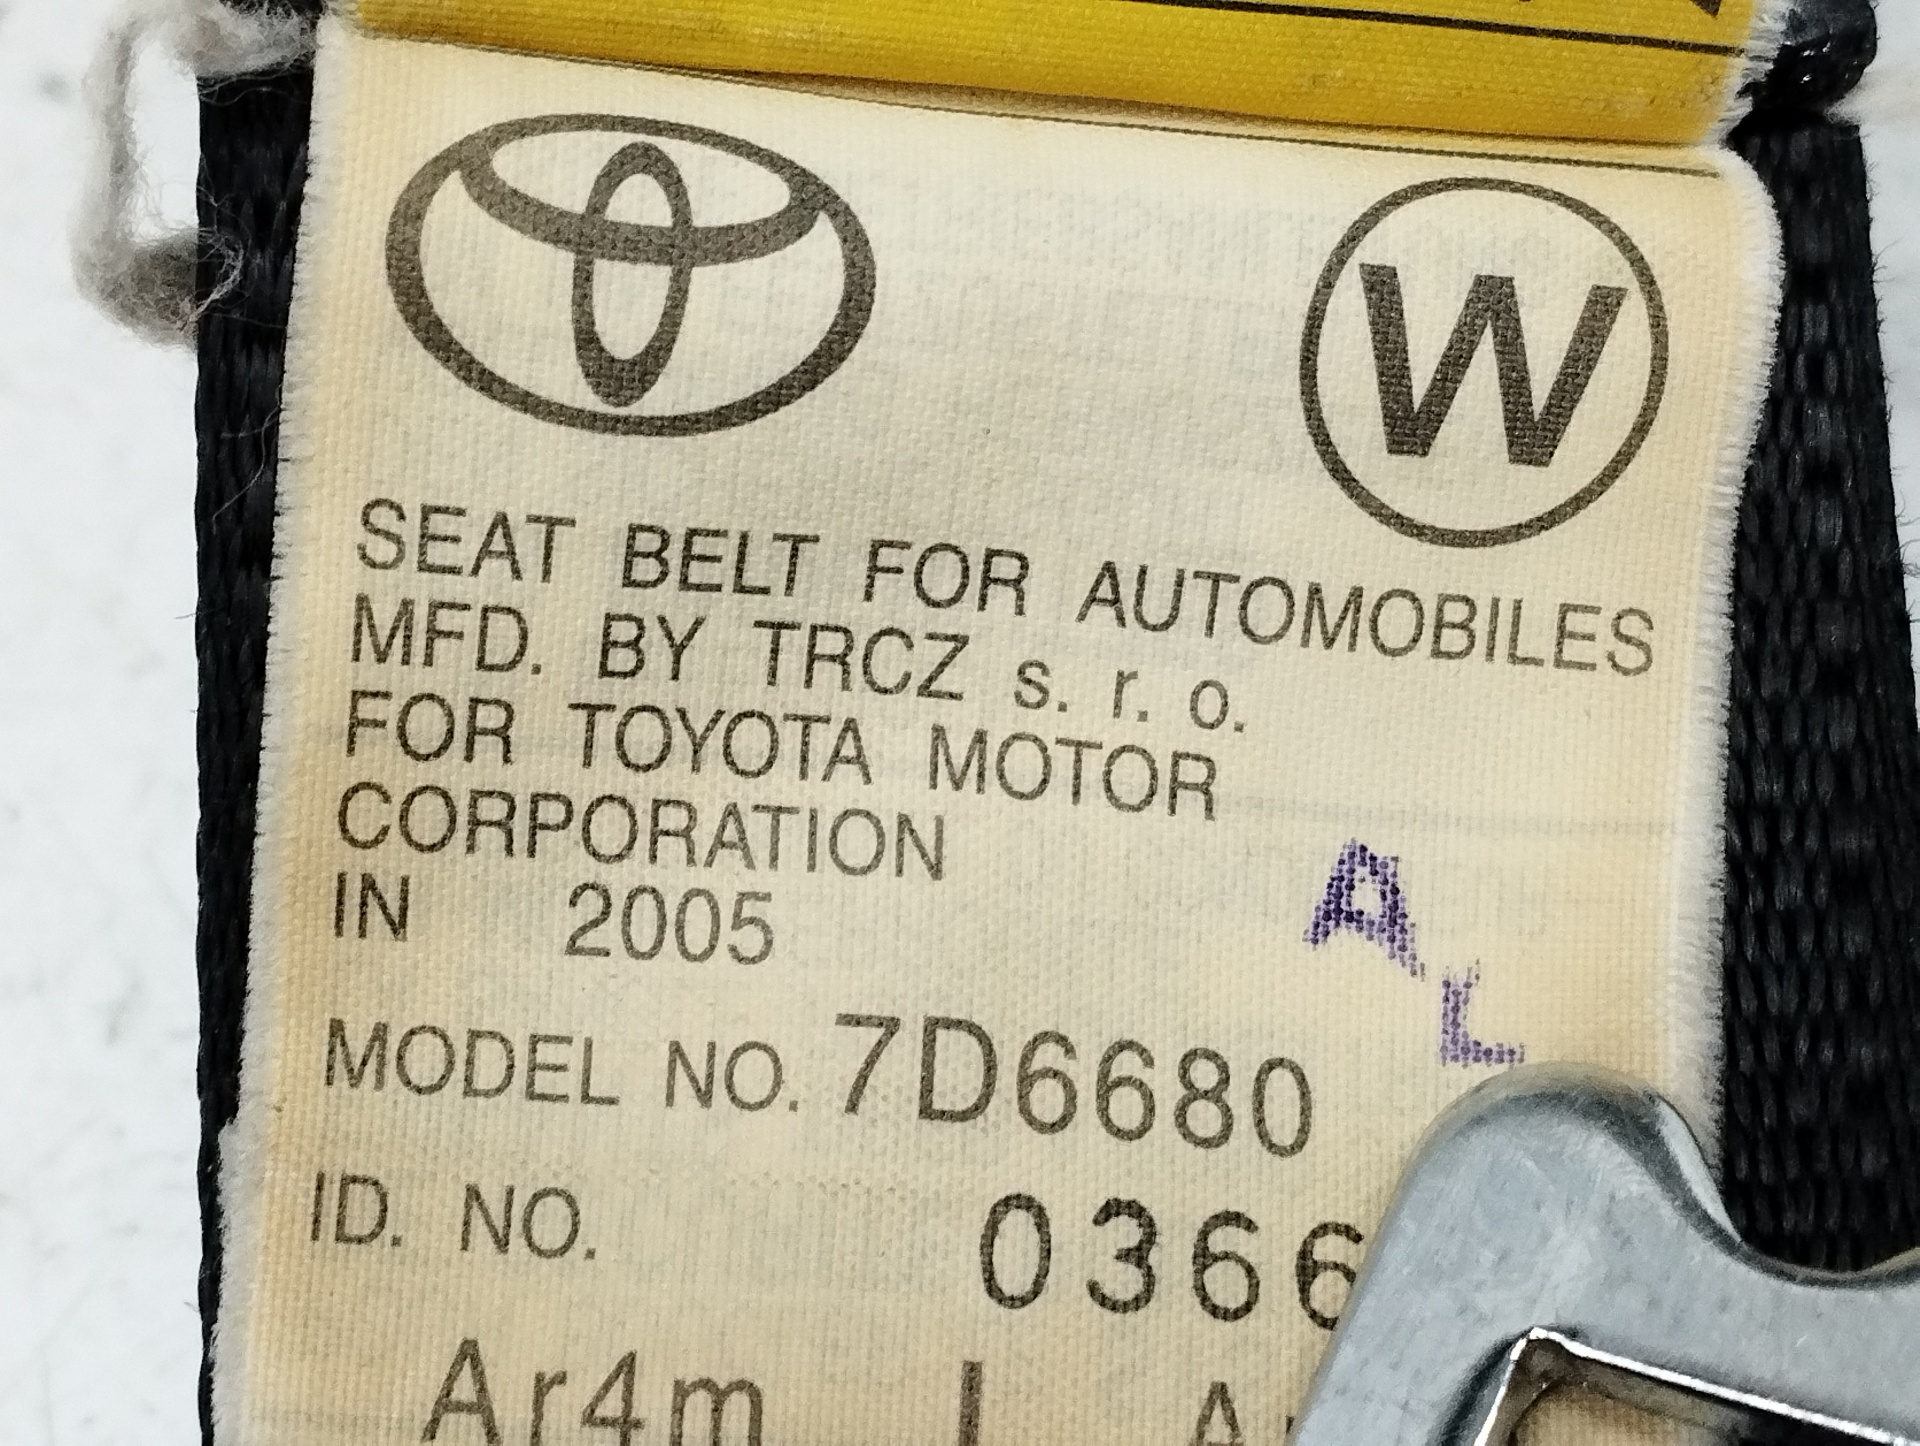 W
SEAT BELT FOR AUTOMOBILES
MFD. BY TRCZ s. r. o.
FOR TOYOTA MOTOR
CORPORATION
IN 2005
A
L
MODEL NO. 7D6680
ID. NO. 0366
Ar4m